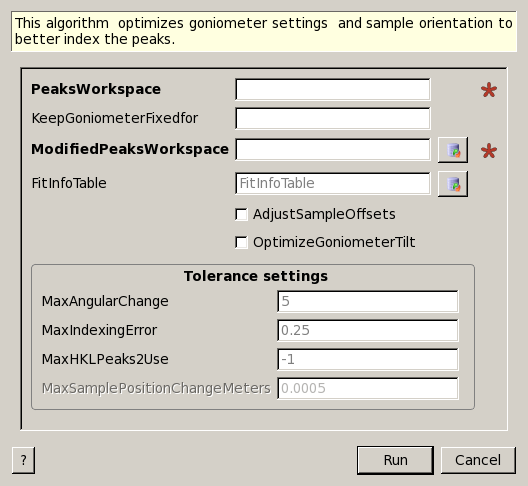 This algorithm  optimizes goniometer settings  and sample orientation to
better index the peaks.
PeaksWorkspace
KeepGoniometerFixedfor
ModifiedPeaksWorkspace
FitInfoTable FitInfoTable
AdjustSampleOffsets
OptimizeGoniometerTilt
Tolerance settings
MaxAngularChange 5
MaxIndexingError 0.25
MaxHKLPeaks2Use -1
MaxSamplePositionChangeMeters 0.0005
? Run Cancel